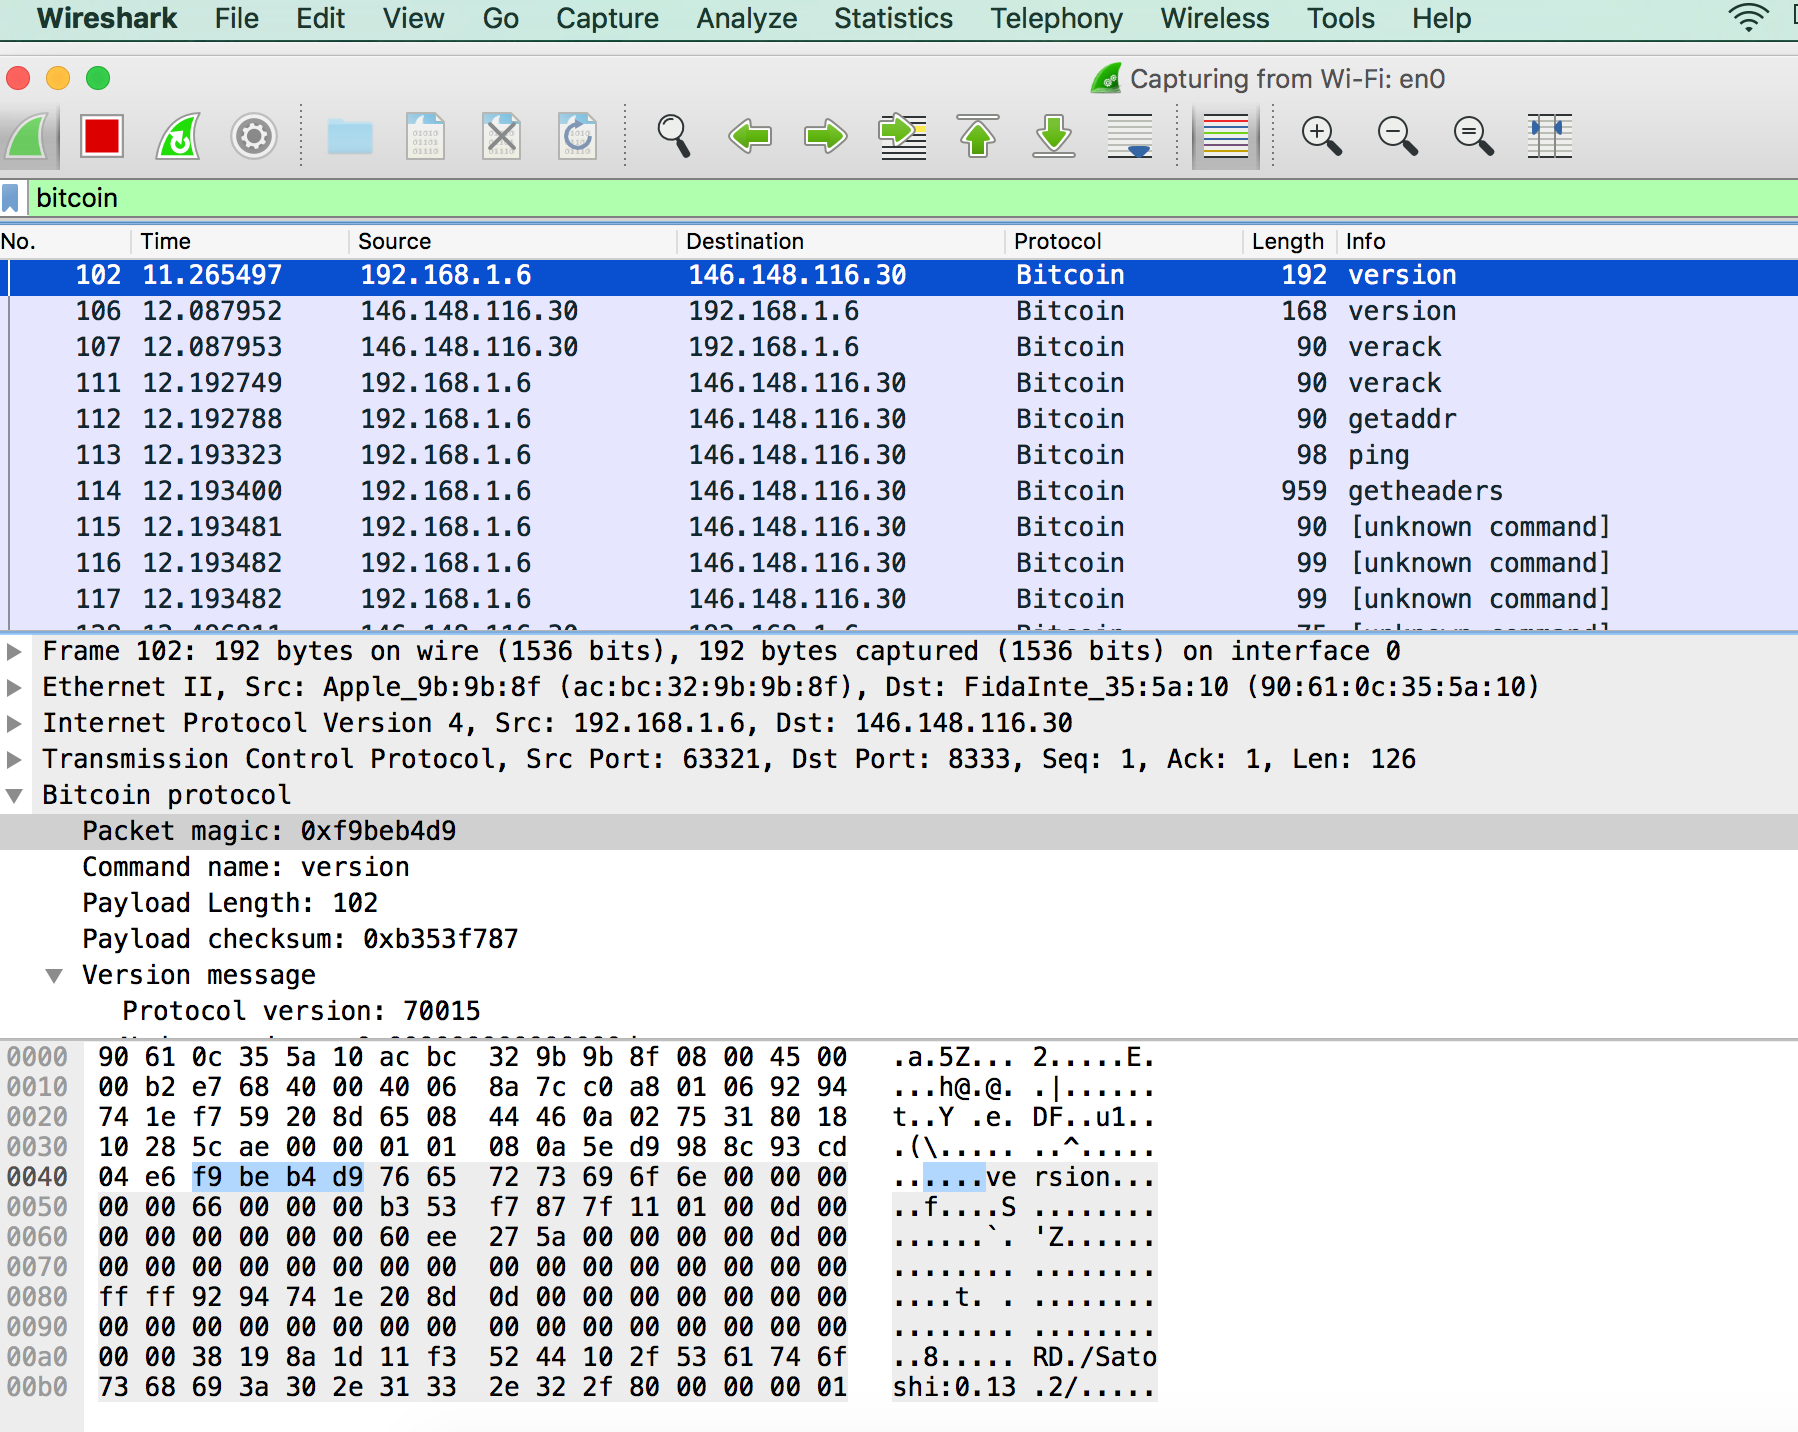 Wireshark File Edit View Go Capture Analyze Statistics Telephony Wireless Tools Help
Capturing from Wi-Fi: en0
bitcoin
No. Time Source Destination Protocol Length Info
102 11.265497 192.168.1.6 146.148.116.30 Bitcoin 192 version
106 12.087952 146.148.116.30 192.168.1.6 Bitcoin 168 version
107 12.087953 146.148.116.30 192.168.1.6 Bitcoin 90 verack
111 12.192749 192.168.1.6 146.148.116.30 Bitcoin 90 verack
112 12.192788 192.168.1.6 146.148.116.30 Bitcoin 90 getaddr
113 12.193323 192.168.1.6 146.148.116.30 Bitcoin 98 ping
114 12.193400 192.168.1.6 146.148.116.30 Bitcoin 959 getheaders
115 12.193481 192.168.1.6 146.148.116.30 Bitcoin 90 [unknown command]
116 12.193482 192.168.1.6 146.148.116.30 Bitcoin 99 [unknown command]
117 12.193482 192.168.1.6 146.148.116.30 Bitcoin 99 [unknown command]
Frame 102: 192 bytes on wire (1536 bits), 192 bytes captured (1536 bits) on interface 0
Ethernet II, Src: Apple_9b:9b:8f (ac:bc:32:9b:9b:8f), Dst: FidaInte_35:5a:10 (90:61:0c:35:5a:10)
Internet Protocol Version 4, Src: 192.168.1.6, Dst: 146.148.116.30
Transmission Control Protocol, Src Port: 63321, Dst Port: 8333, Seq: 1, Ack: 1, Len: 126
Bitcoin protocol
Packet magic: 0xf9beb4d9
Command name: version
Payload Length: 102
Payload checksum: 0xb353f787
Version message
Protocol version: 70015
0000 90 61 0c 35 5a 10 ac bc 32 9b 9b 8f 08 00 45 00 .a.5Z... 2.....E.
0010 00 b2 e7 68 40 00 40 06 8a 7c c0 a8 01 06 92 94 ...h@.@. .|......
0020 74 1e f7 59 20 8d 65 08 44 46 0a 02 75 31 80 18 t..Y .e. DF..u1..
0030 10 28 5c ae 00 00 01 01 08 0a 5e d9 98 8c 93 cd .(\..... ..^.....
0040 04 e6 f9 be b4 d9 76 65 72 73 69 6f 6e 00 00 00 ......ve rsion...
0050 00 00 66 00 00 00 b3 53 f7 87 7f 11 01 00 0d 00 ..f....S ........
0060 00 00 00 00 00 00 60 ee 27 5a 00 00 00 00 0d 00 ......`. 'Z......
0070 00 00 00 00 00 00 00 00 00 00 00 00 00 00 00 00 ........ ........
0080 ff ff 92 94 74 1e 20 8d 0d 00 00 00 00 00 00 00 ....t. . ........
0090 00 00 00 00 00 00 00 00 00 00 00 00 00 00 00 00 ........ ........
00a0 00 00 38 19 8a 1d 11 f3 52 44 10 2f 53 61 74 6f ..8..... RD./Sato
00b0 73 68 69 3a 30 2e 31 33 2e 32 2f 80 00 00 00 01 shi:0.13 .2/.....